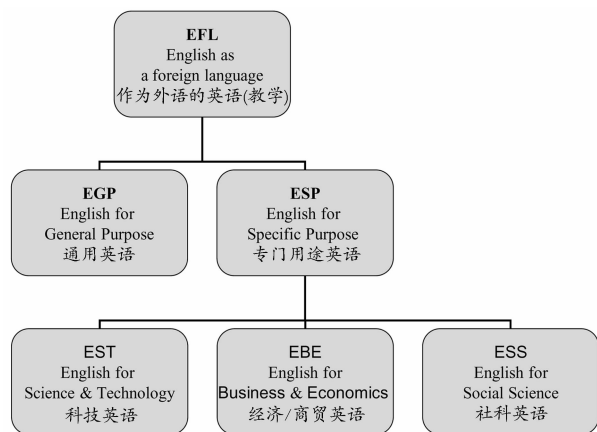 EFL
English as
a foreign language
作为外语的英语(教学)
EGP
English for
General Purpose
通用英语
ESP
English for
Specific Purpose
专门用途英语
EST
English for
Science & Technology
科技英语
EBE
English for
Business & Economics
经济/商贸英语
ESS
English for
Social Science
社科英语